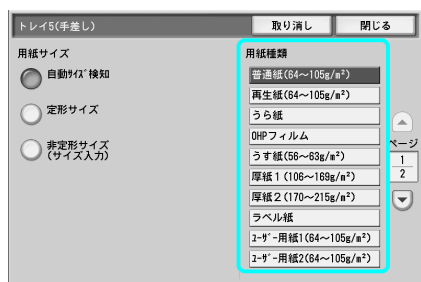 トレイ5(手差し)
取り消し
閉じる
用紙サイズ
自動ｻｲｽﾞ検知
定形サイズ
非定形サイズ
(サイズ入力)
用紙種類
普通紙(64～105g/m²)
再生紙(64～105g/m²)
うら紙
OHPフィルム
うす紙(56～63g/m²)
厚紙1(106～169g/m²)
厚紙2(170～215g/m²)
ラベル紙
ﾕｰｻﾞｰ用紙1(64～105g/m²)
ﾕｰｻﾞｰ用紙2(64～105g/m²)
ページ
1
2